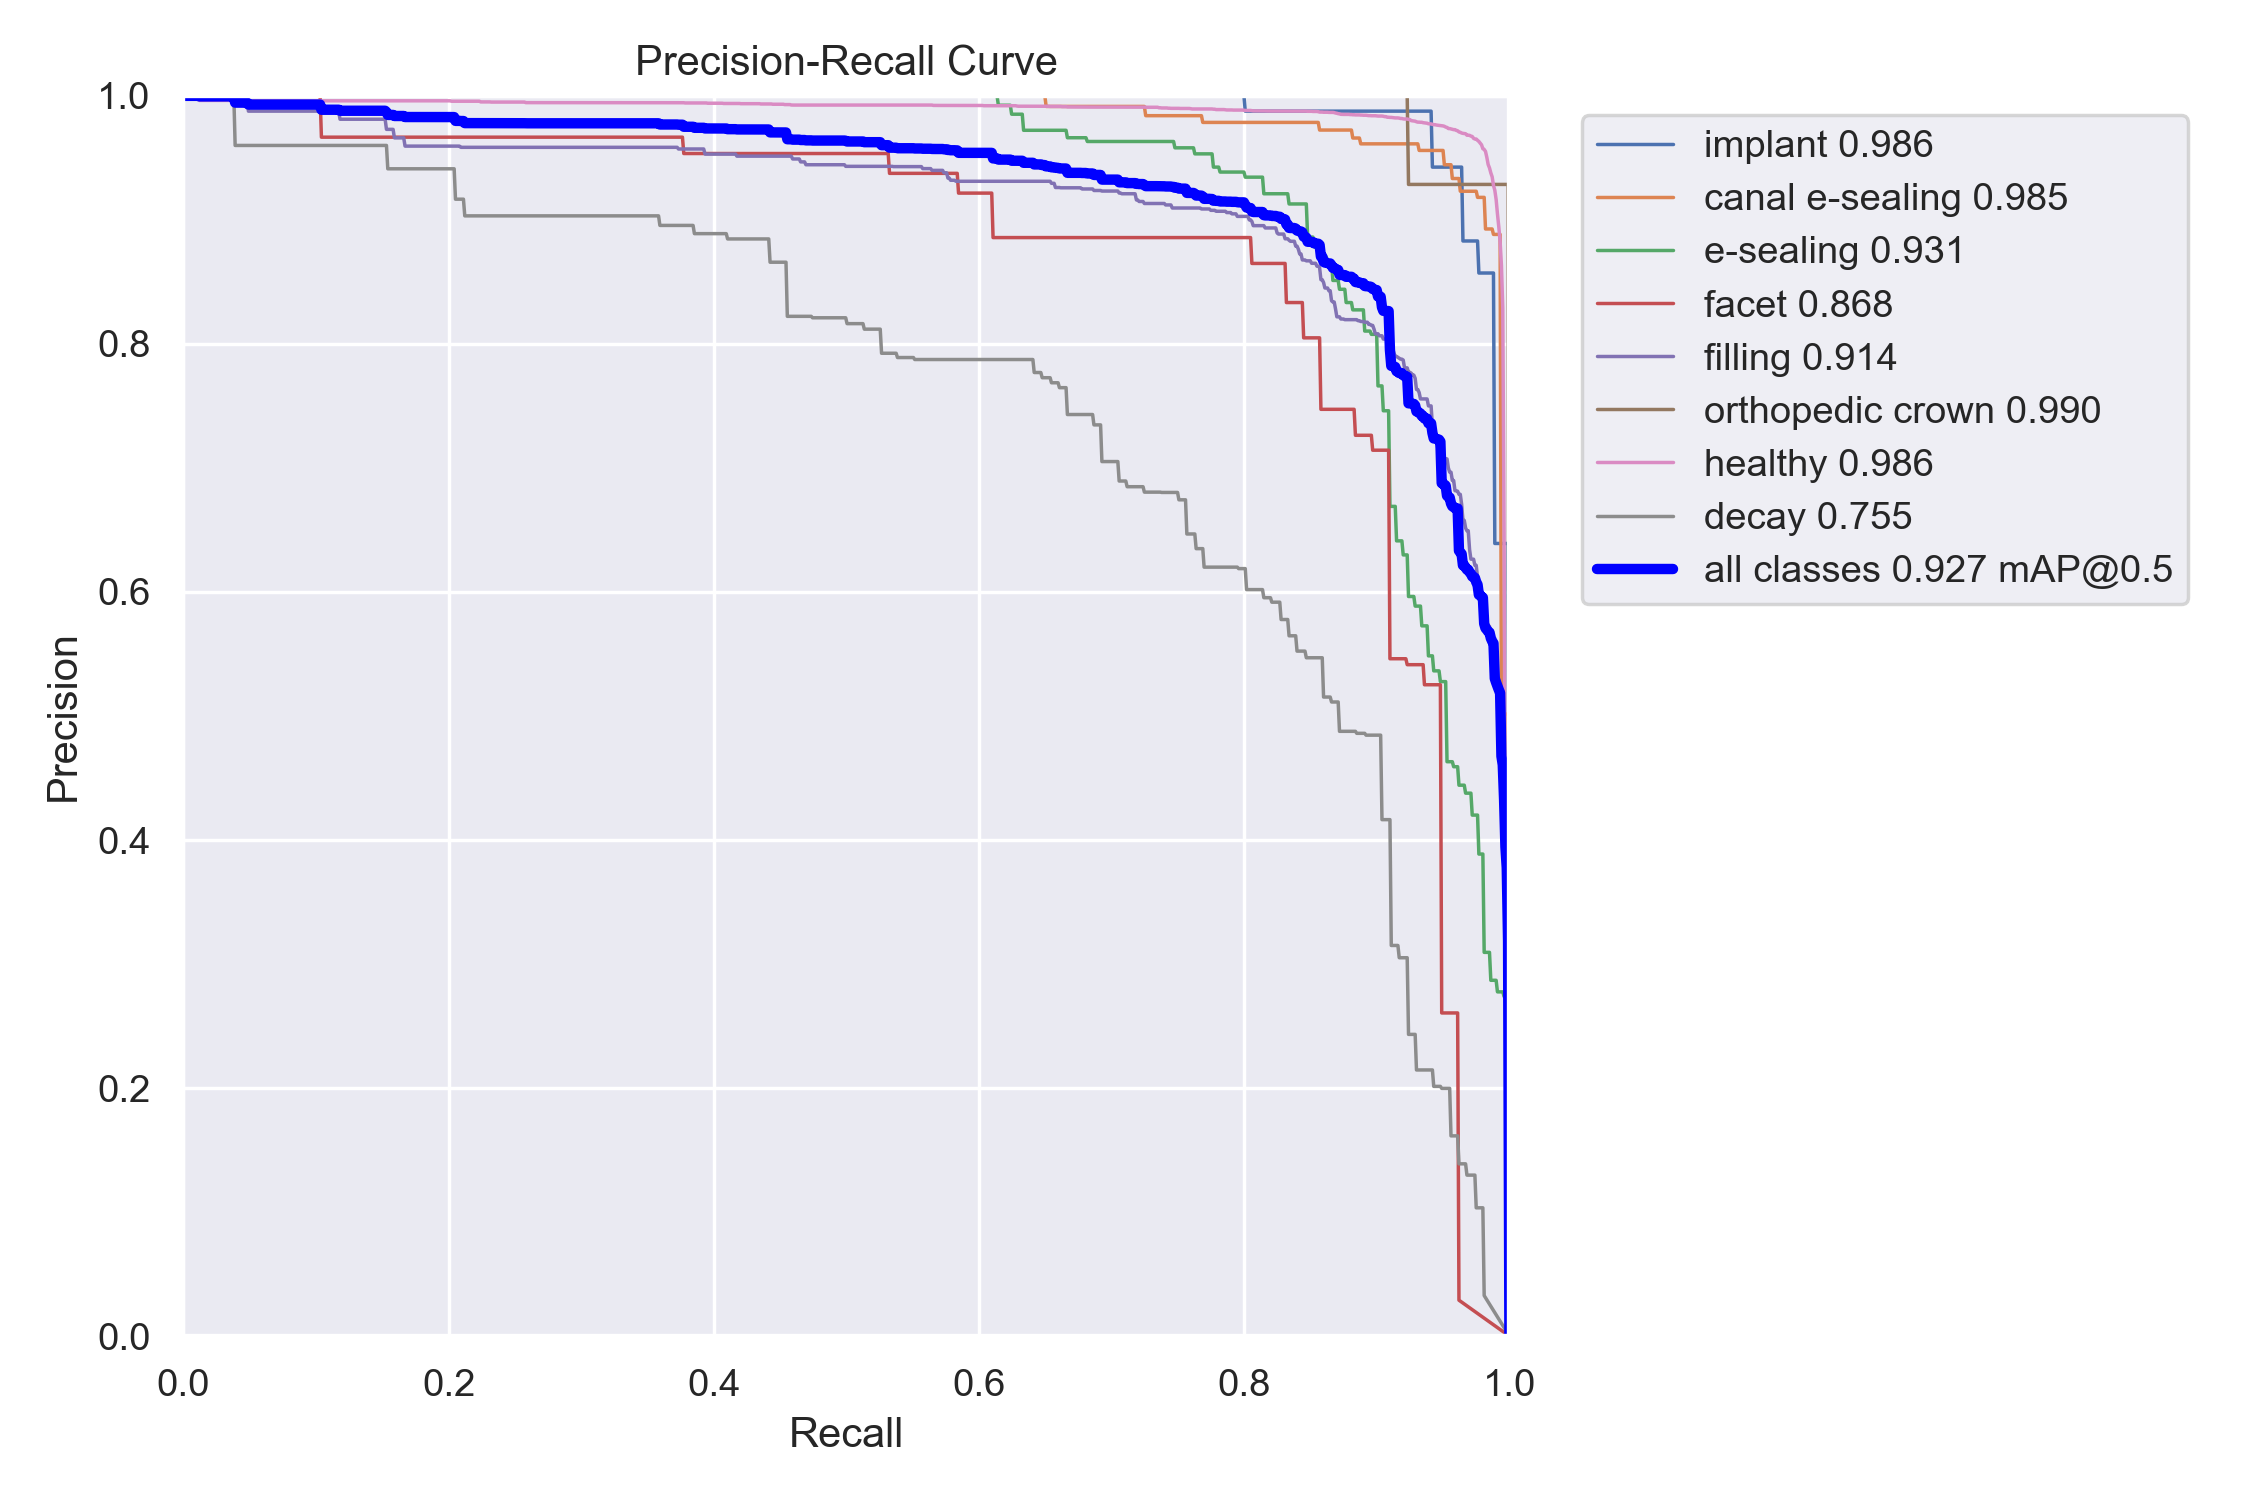 Precision-Recall Curve
1.0
0.8
0.6
0.4
0.2
0.0
Precision
0.0 0.2 0.4 0.6 0.8 1.0
Recall
implant 0.986
canal e-sealing 0.985
e-sealing 0.931
facet 0.868
filling 0.914
orthopedic crown 0.990
healthy 0.986
decay 0.755
all classes 0.927 mAP@0.5